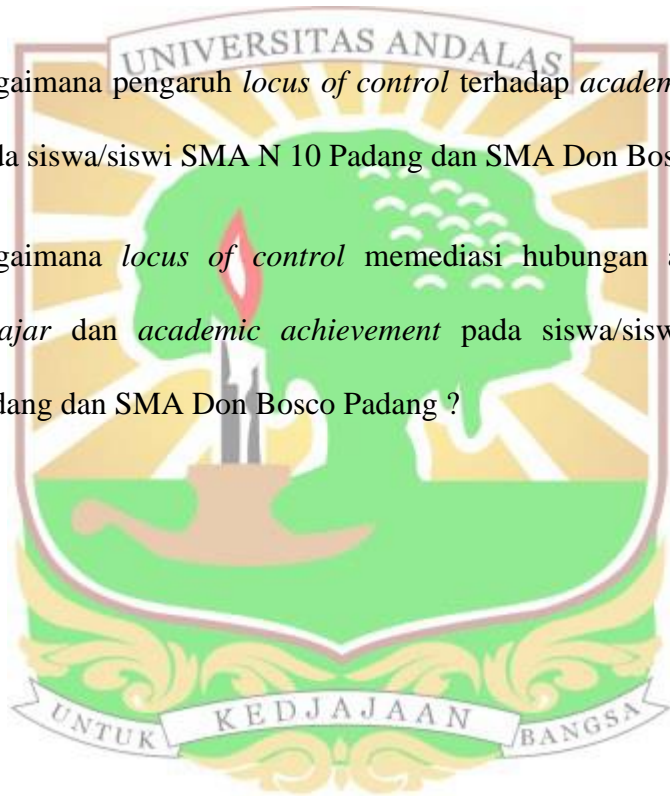 UNIVERSITAS ANDALAS
gaimana pengaruh locus of control terhadap academ
da siswa/siswi SMA N 10 Padang dan SMA Don Bos
gaimana locus of control memediasi hubungan a
ajar dan academic achievement pada siswa/sisw
dang dan SMA Don Bosco Padang ?
UNTUK KEDJAJAAN BANGSA